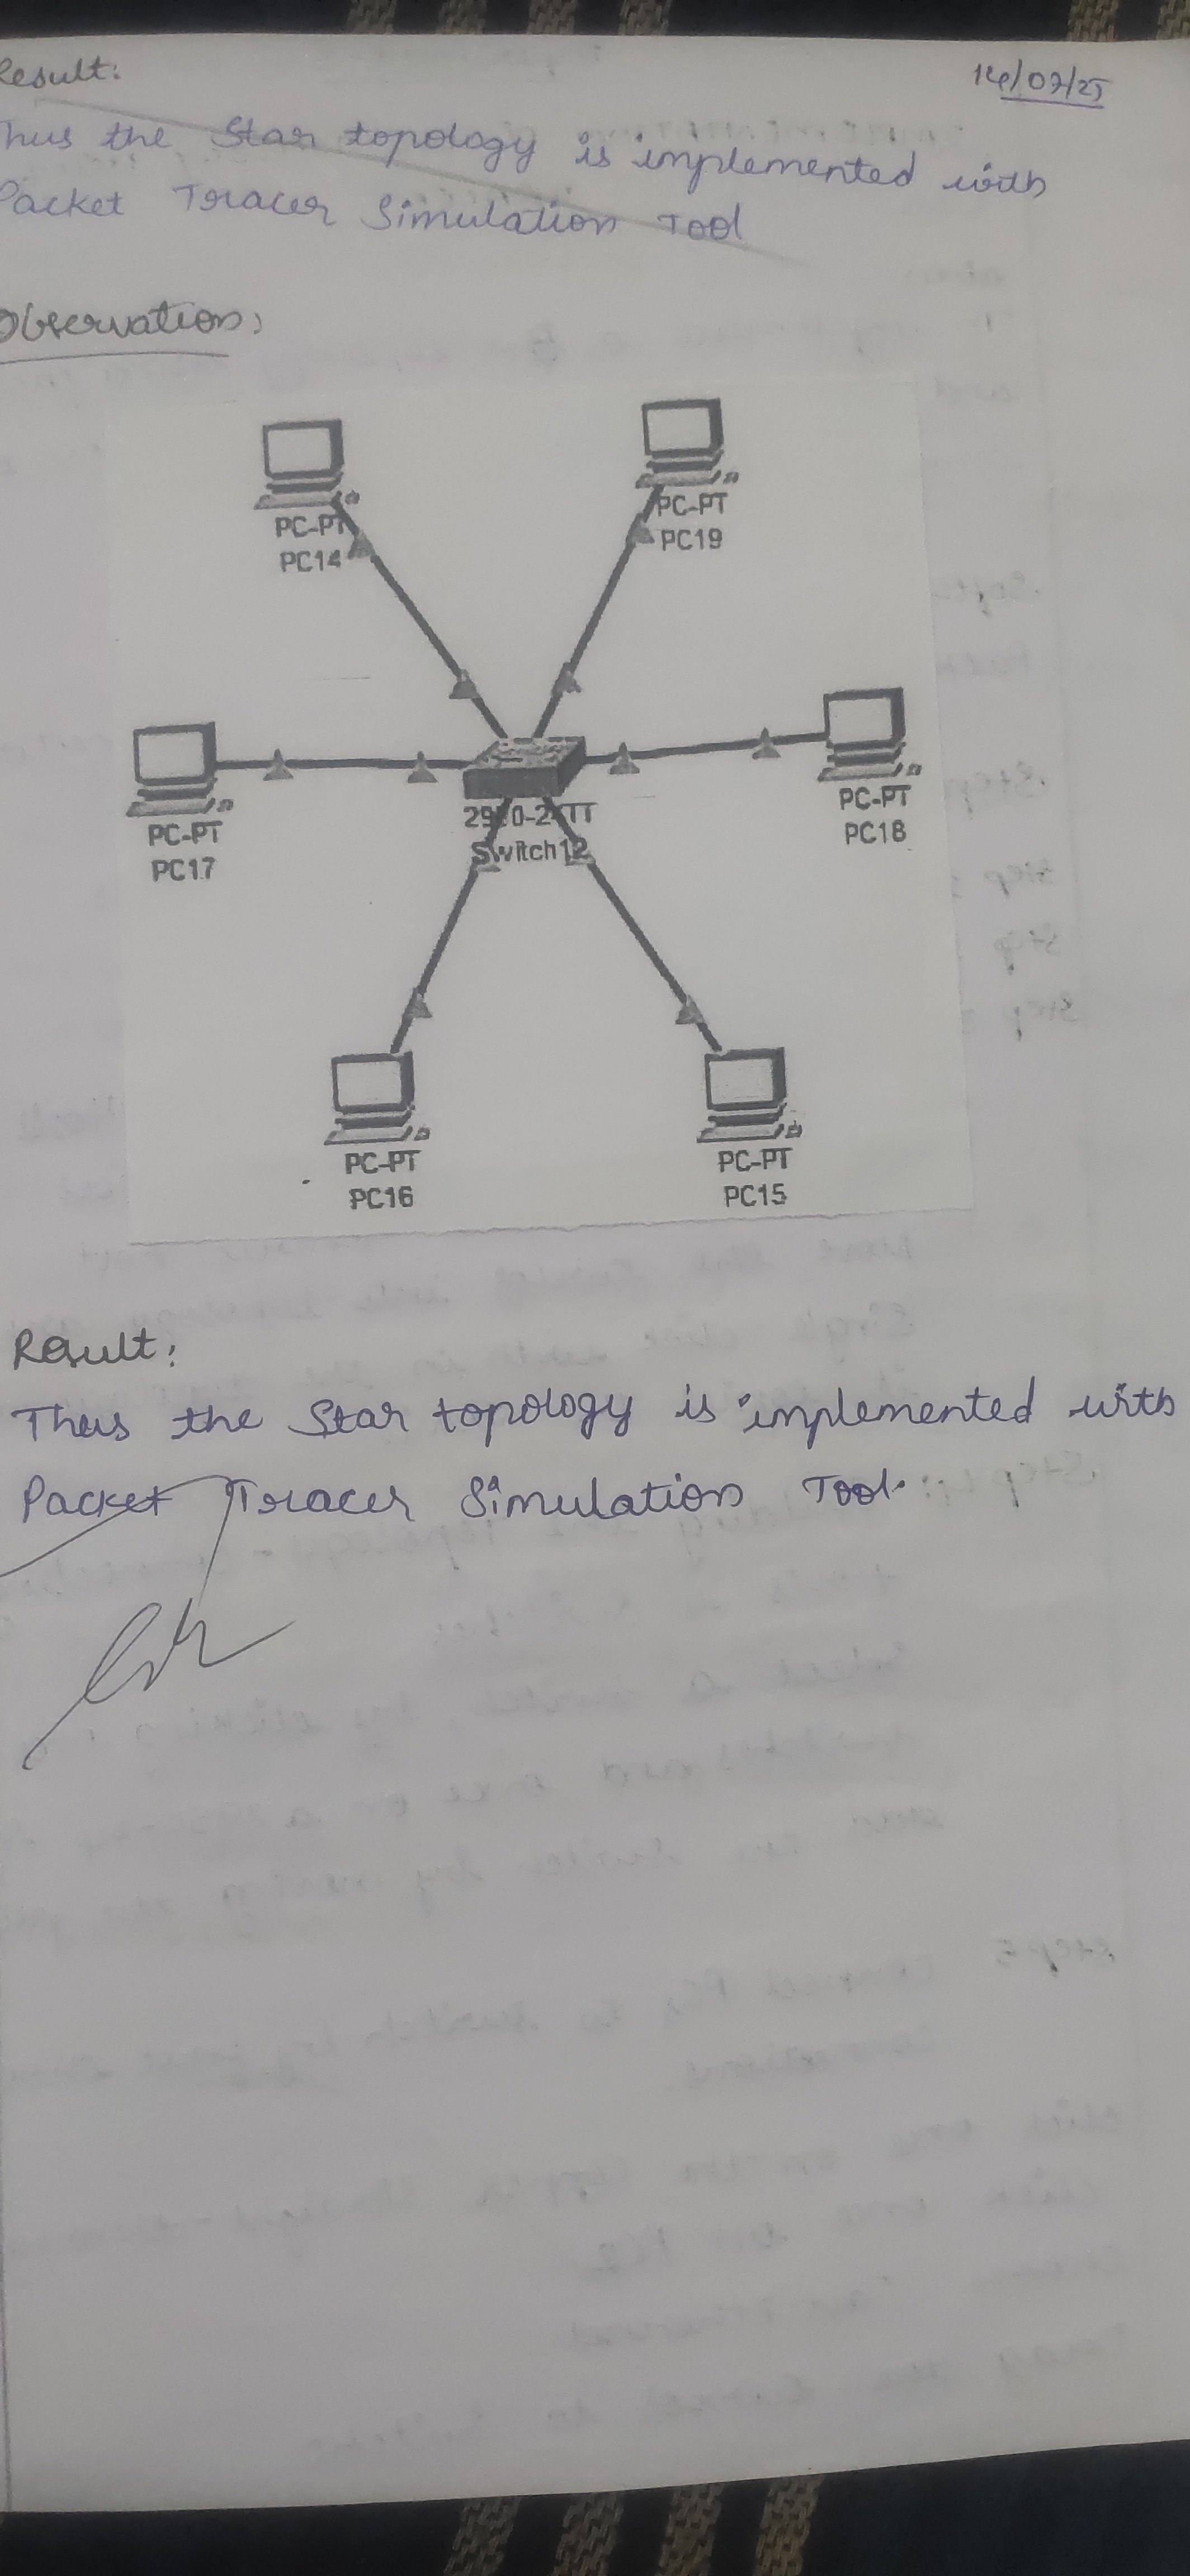 Result:
14/07/25
Thus the Star topology is implemented with
Packet Tracer Simulation Tool
Observation:
PC-PT
PC14
PC-PT
PC19
PC-PT
PC17
Switch12
PC-PT
PC18
PC-PT
PC16
PC-PT
PC15
Result:
Thus the Star topology is implemented with
Packet Tracer Simulation Tool.